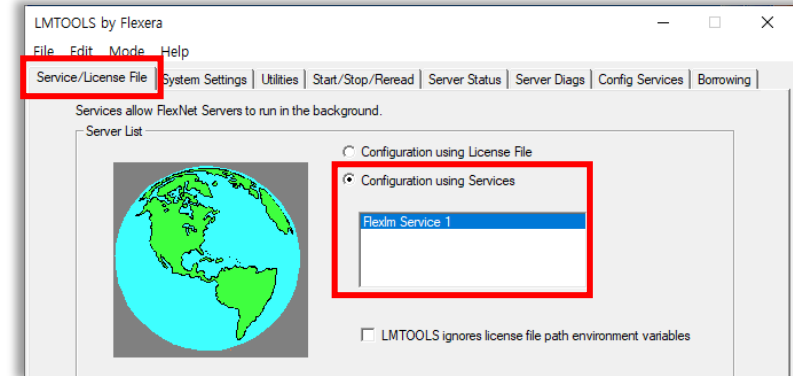 LMTOOLS by Flexera
File Edit Mode Help
Service/License File System Settings Utilities Start/Stop/Reread Server Status Server Diags Config Services Borrowing
Services allow FlexNet Servers to run in the background.
Server List
Configuration using License File
Configuration using Services
Flexlm Service 1
LMTOOLS ignores license file path environment variables